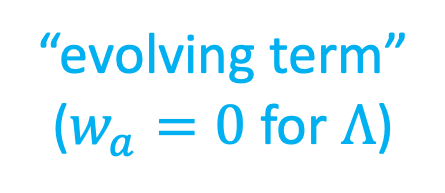 “evolving term”
(wₐ = 0 for Λ)